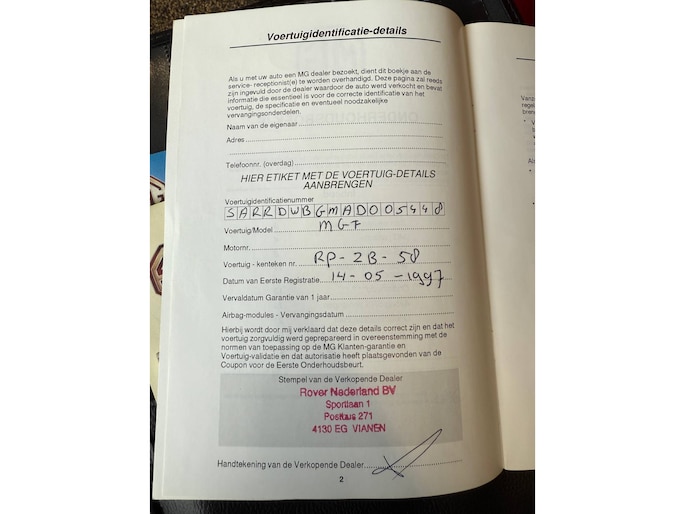 Voertuigidentificatie-details
Als u met uw auto een MG dealer bezoekt, dient dit boekje aan de
service- receptionist(e) te worden overhandigd. Deze pagina zal reeds
zijn ingevuld door de dealer waardoor de auto werd verkocht en bevat
informatie die essentieel is voor de correcte identificatie van het
voertuig, de specificatie en eventueel noodzakelijke
vervangingsonderdelen.
Naam van de eigenaar
Adres
Telefoonnr. (overdag)
HIER ETIKET MET DE VOERTUIG-DETAILS
AANBRENGEN
Voertuigidentificatienummer
SARRDWBGMAD005448
Voertuig/Model MGF
Motornr.
Voertuig - kenteken nr. RP-ZB-58
Datum van Eerste Registratie 14-05-1997
Vervaldatum Garantie van 1 jaar
Airbag-modules - Vervangingsdatum
Hierbij wordt door mij verklaard dat deze details correct zijn en dat het
voertuig zorgvuldig werd geprepareerd in overeenstemming met de
normen van toepassing op de MG Klanten-garantie en
Voertuig-validatie en dat autorisatie heeft plaatsgevonden van de
Coupon voor de Eerste Onderhoudsbeurt.
Stempel van de Verkopende Dealer
Rover Nederland BV
Sportlaan 1
Postbus 271
4130 EG VIANEN
Handtekening van de Verkopende Dealer
2